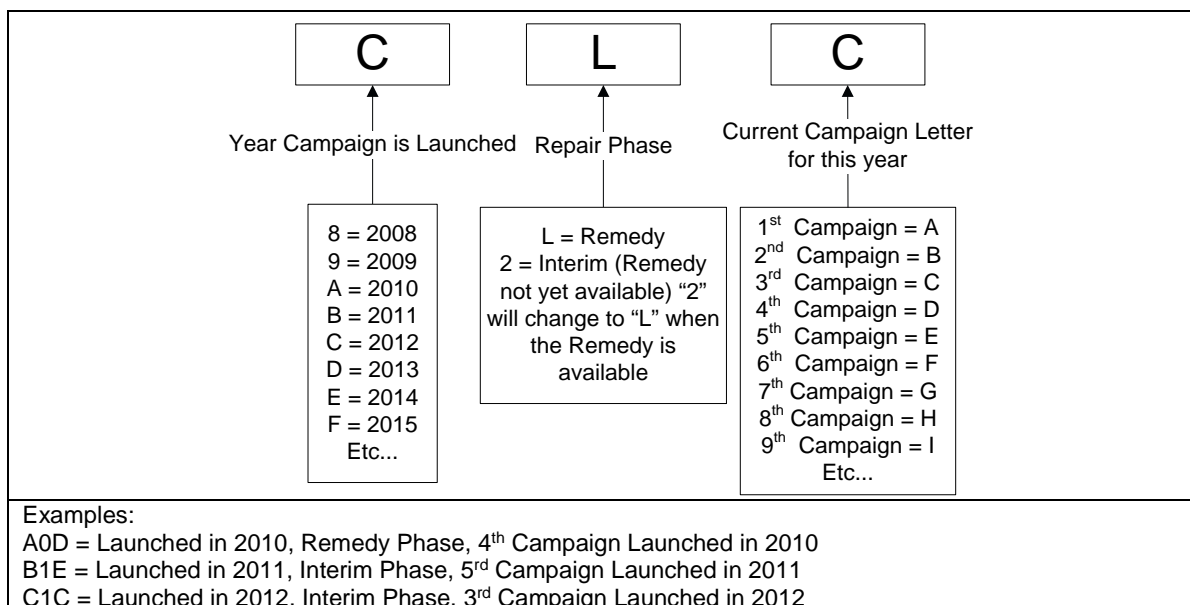 C L C
Year Campaign is Launched
Repair Phase
Current Campaign Letter
for this year
8 = 2008
9 = 2009
A = 2010
B = 2011
C = 2012
D = 2013
E = 2014
F = 2015
Etc...
L = Remedy
2 = Interim (Remedy
not yet available) “2”
will change to “L” when
the Remedy is
available
1st Campaign = A
2nd Campaign = B
3rd Campaign = C
4th Campaign = D
5th Campaign = E
6th Campaign = F
7th Campaign = G
8th Campaign = H
9th Campaign = I
Etc...
Examples:
A0D = Launched in 2010, Remedy Phase, 4th Campaign Launched in 2010
B1E = Launched in 2011, Interim Phase, 5rd Campaign Launched in 2011
C1C = Launched in 2012, Interim Phase, 3rd Campaign Launched in 2012